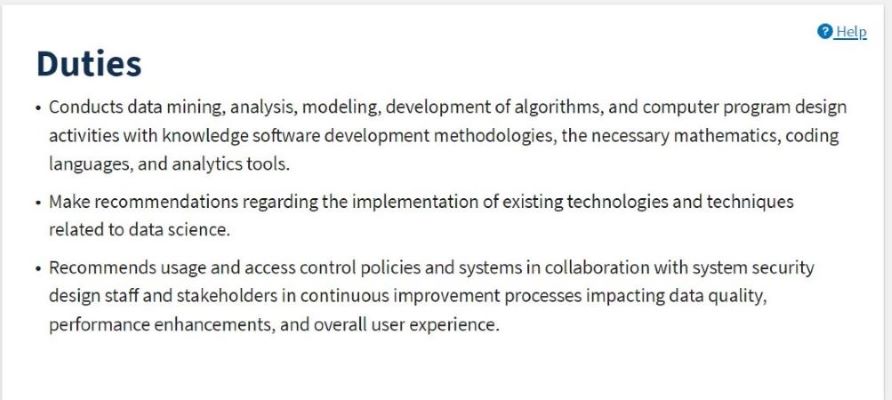 Help
Duties
• Conducts data mining, analysis, modeling, development of algorithms, and computer program design
activities with knowledge software development methodologies, the necessary mathematics, coding
languages, and analytics tools.
• Make recommendations regarding the implementation of existing technologies and techniques
related to data science.
• Recommends usage and access control policies and systems in collaboration with system security
design staff and stakeholders in continuous improvement processes impacting data quality,
performance enhancements, and overall user experience.